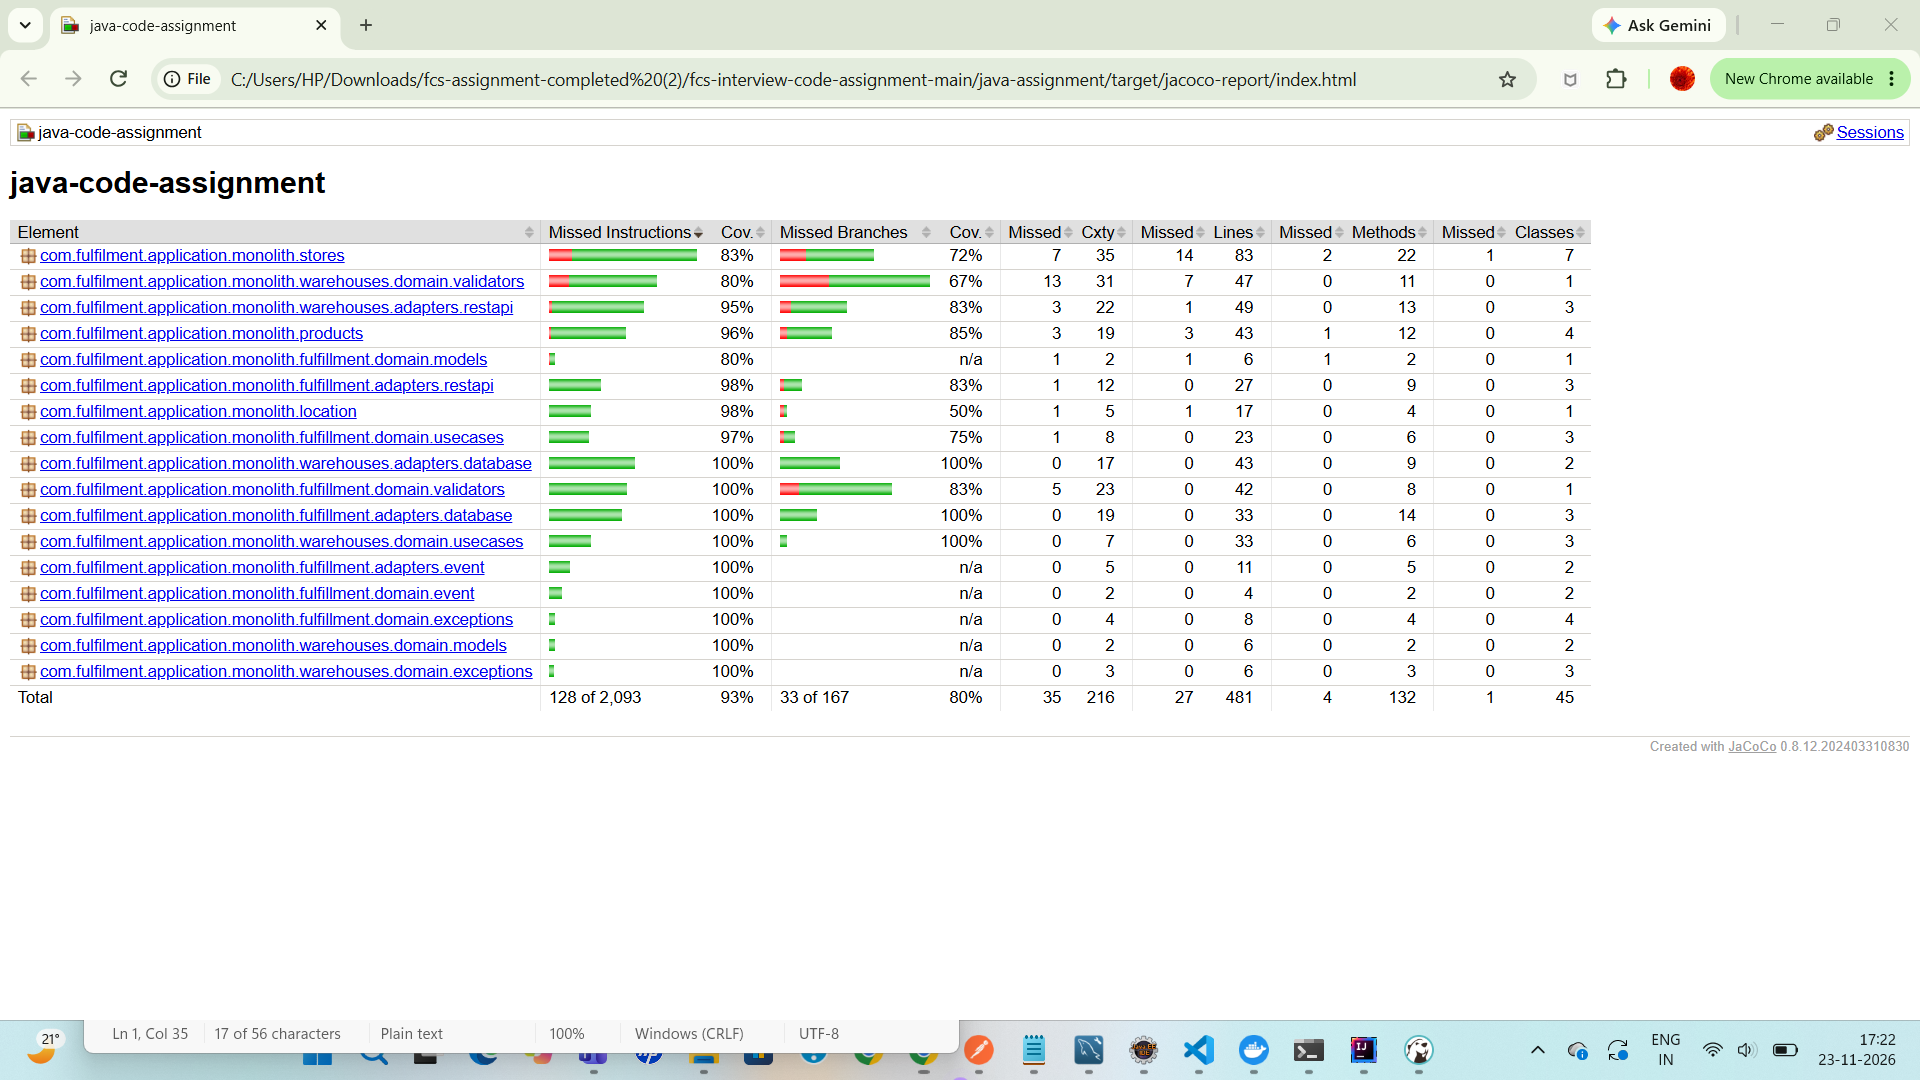 java-code-assignment
Ask Gemini
File C:/Users/HP/Downloads/fcs-assignment-completed%20(2)/fcs-interview-code-assignment-main/java-assignment/target/jacoco-report/index.html New Chrome available
java-code-assignment Sessions
java-code-assignment
Element Missed Instructions Cov. Missed Branches Cov. Missed Cxty Missed Lines Missed Methods Missed Classes
com.fulfilment.application.monolith.stores 83% 72% 7 35 14 83 2 22 1 7
com.fulfilment.application.monolith.warehouses.domain.validators 80% 67% 13 31 7 47 0 11 0 1
com.fulfilment.application.monolith.warehouses.adapters.restapi 95% 83% 3 22 1 49 0 13 0 3
com.fulfilment.application.monolith.products 96% 85% 3 19 3 43 1 12 0 4
com.fulfilment.application.monolith.fulfillment.domain.models 80% n/a 1 2 1 6 1 2 0 1
com.fulfilment.application.monolith.fulfillment.adapters.restapi 98% 83% 1 12 0 27 0 9 0 3
com.fulfilment.application.monolith.location 98% 50% 1 5 1 17 0 4 0 1
com.fulfilment.application.monolith.fulfillment.domain.usecases 97% 75% 1 8 0 23 0 6 0 3
com.fulfilment.application.monolith.warehouses.adapters.database 100% 100% 0 17 0 43 0 9 0 2
com.fulfilment.application.monolith.fulfillment.domain.validators 100% 83% 5 23 0 42 0 8 0 1
com.fulfilment.application.monolith.fulfillment.adapters.database 100% 100% 0 19 0 33 0 14 0 3
com.fulfilment.application.monolith.warehouses.domain.usecases 100% 100% 0 7 0 33 0 6 0 3
com.fulfilment.application.monolith.fulfillment.adapters.event 100% n/a 0 5 0 11 0 5 0 2
com.fulfilment.application.monolith.fulfillment.domain.event 100% n/a 0 2 0 4 0 2 0 2
com.fulfilment.application.monolith.fulfillment.domain.exceptions 100% n/a 0 4 0 8 0 4 0 4
com.fulfilment.application.monolith.warehouses.domain.models 100% n/a 0 2 0 6 0 2 0 2
com.fulfilment.application.monolith.warehouses.domain.exceptions 100% n/a 0 3 0 6 0 3 0 3
Total 128 of 2,093 93% 33 of 167 80% 35 216 27 481 4 132 1 45
Created with JaCoCo 0.8.12.202403310830
Ln 1, Col 35 17 of 56 characters Plain text 100% Windows (CRLF) UTF-8
21°
ENG
IN
17:22
23-11-2026